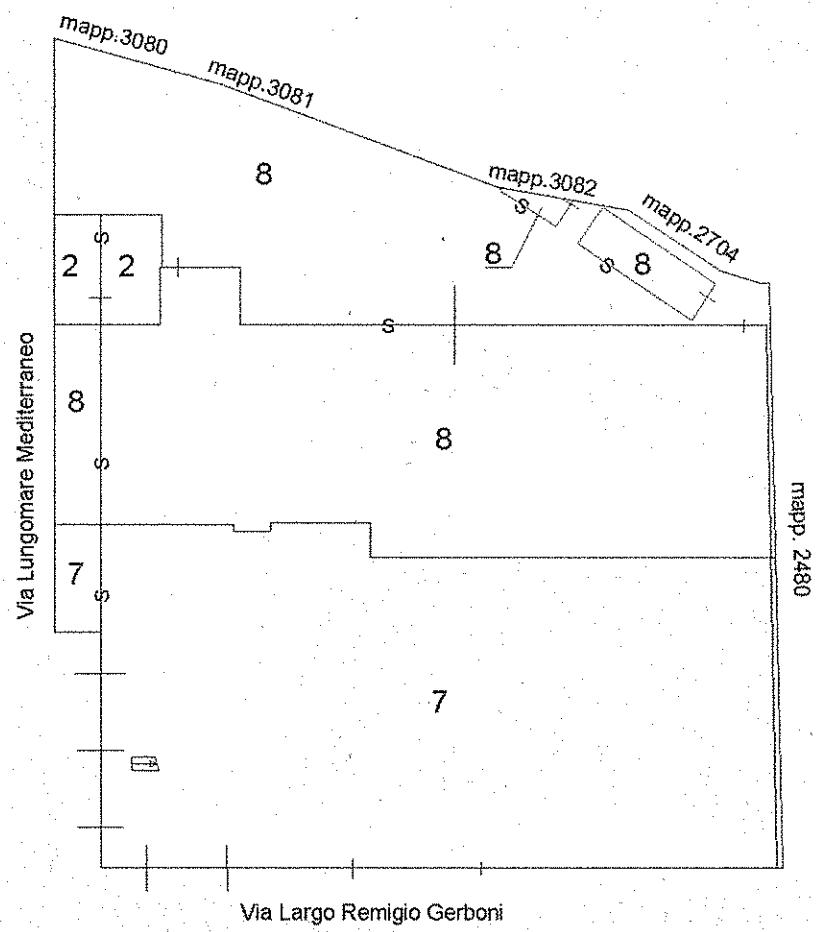 mapp.3080
mapp.3081
8
mapp.3082
mapp.2704
S
S
2
2
8
S
8
S
Via Lungomare Mediterraneo
8
8
S
mapp. 2480
7
S
7
Via Largo Remigio Gerboni